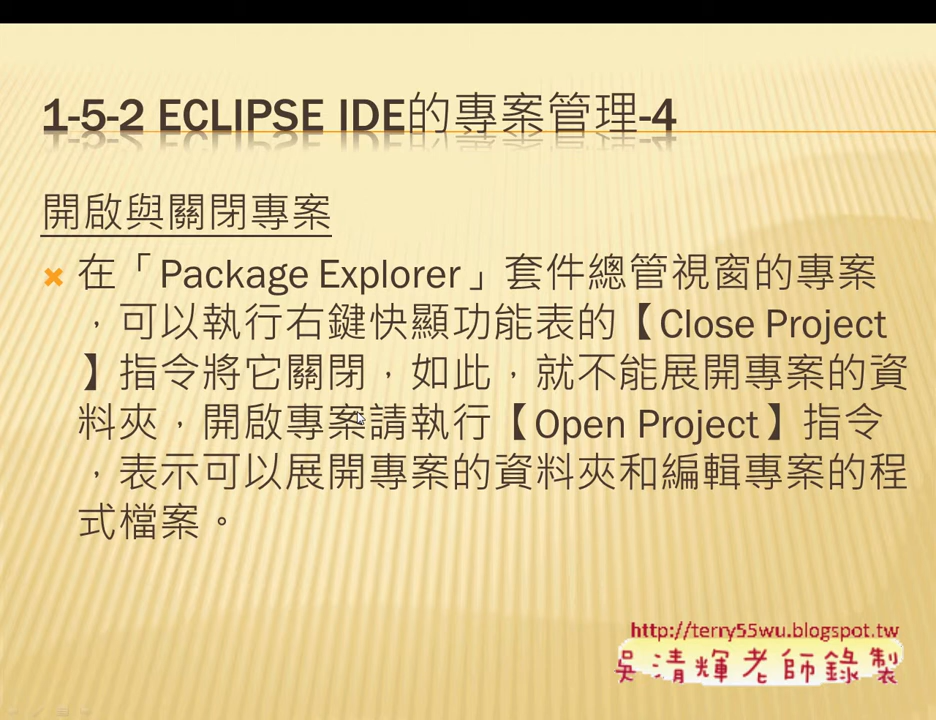 1-5-2 ECLIPSE IDE的專案管理-4
開啟與關閉專案
在「Package Explorer」套件總管視窗的專案
，可以執行右鍵快顯功能表的【Close Project
】指令將它關閉，如此，就不能展開專案的資
料夾，開啟專案請執行【Open Project】指令
，表示可以展開專案的資料夾和編輯專案的程
式檔案。
http://terry55wu.blogspot.tw
吳清輝老師錄製